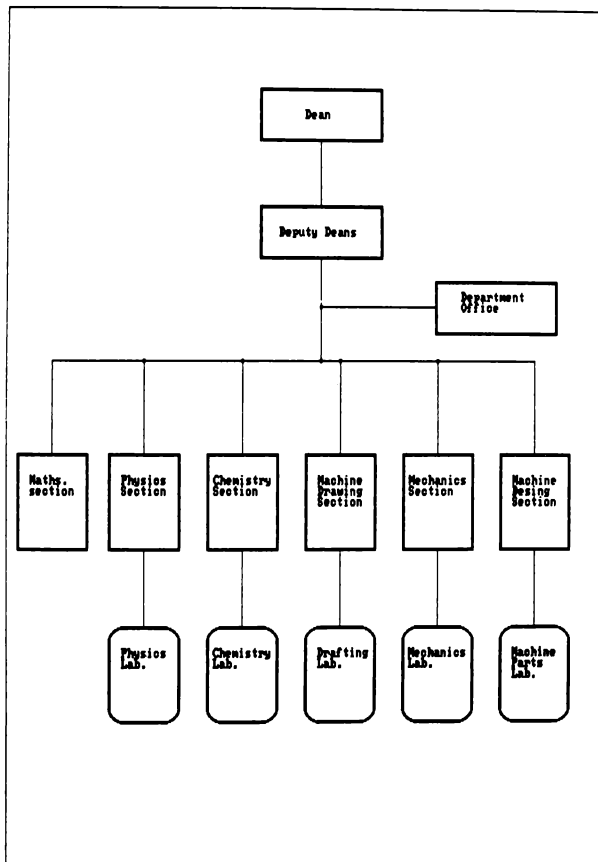 Dean
Deputy Deans
Department
Office
Maths.
section
Physics
Section
Chemistry
Section
Machine
Drawing
Section
Mechanics
Section
Machine
Desing
Section
Physics
Lab.
Chemistry
Lab.
Drafting
Lab.
Mechanics
Lab.
Machine
Parts
Lab.